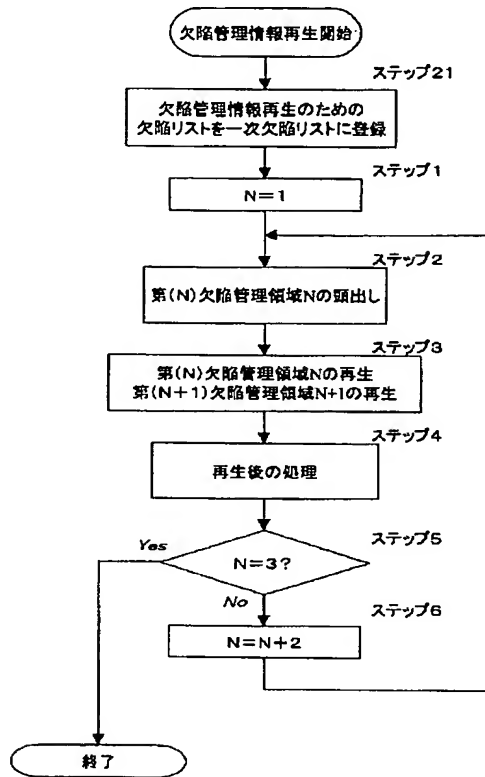 欠陥管理情報再生開始
ステップ21
欠陥管理情報再生のための
欠陥リストを一次欠陥リストに登録
ステップ1
N=1
ステップ2
第(N)欠陥管理領域Nの頭出し
ステップ3
第(N)欠陥管理領域Nの再生
第(N+1)欠陥管理領域N+1の再生
ステップ4
再生後の処理
ステップ5
Yes
N=3?
No
ステップ6
N=N+2
終了